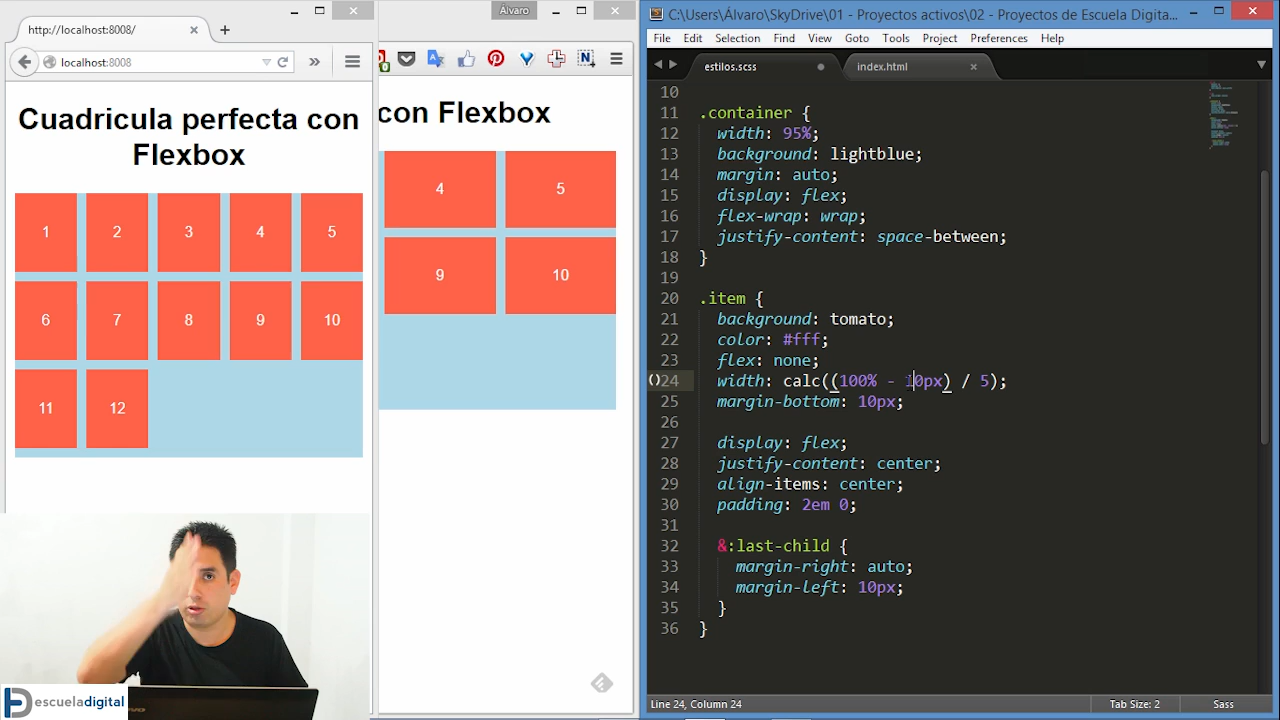 http://localhost:8008/
localhost:8008
Cuadricula perfecta con
Flexbox
1 2 3 4 5
6 7 8 9 10
11 12
escueladigital
Álvaro
con Flexbox
4 5
9 10
C:\Users\Álvaro\SkyDrive\01 - Proyectos activos\02 - Proyectos de Escuela Digita...
File Edit Selection Find View Goto Tools Project Preferences Help
estilos.scss index.html
10
11 .container {
12 width: 95%;
13 background: lightblue;
14 margin: auto;
15 display: flex;
16 flex-wrap: wrap;
17 justify-content: space-between;
18 }
19
20 .item {
21 background: tomato;
22 color: #fff;
23 flex: none;
24 width: calc((100% - 10px) / 5);
25 margin-bottom: 10px;
26
27 display: flex;
28 justify-content: center;
29 align-items: center;
30 padding: 2em 0;
31
32 &:last-child {
33 margin-right: auto;
34 margin-left: 10px;
35 }
36 }
Line 24, Column 24 Tab Size: 2 Sass